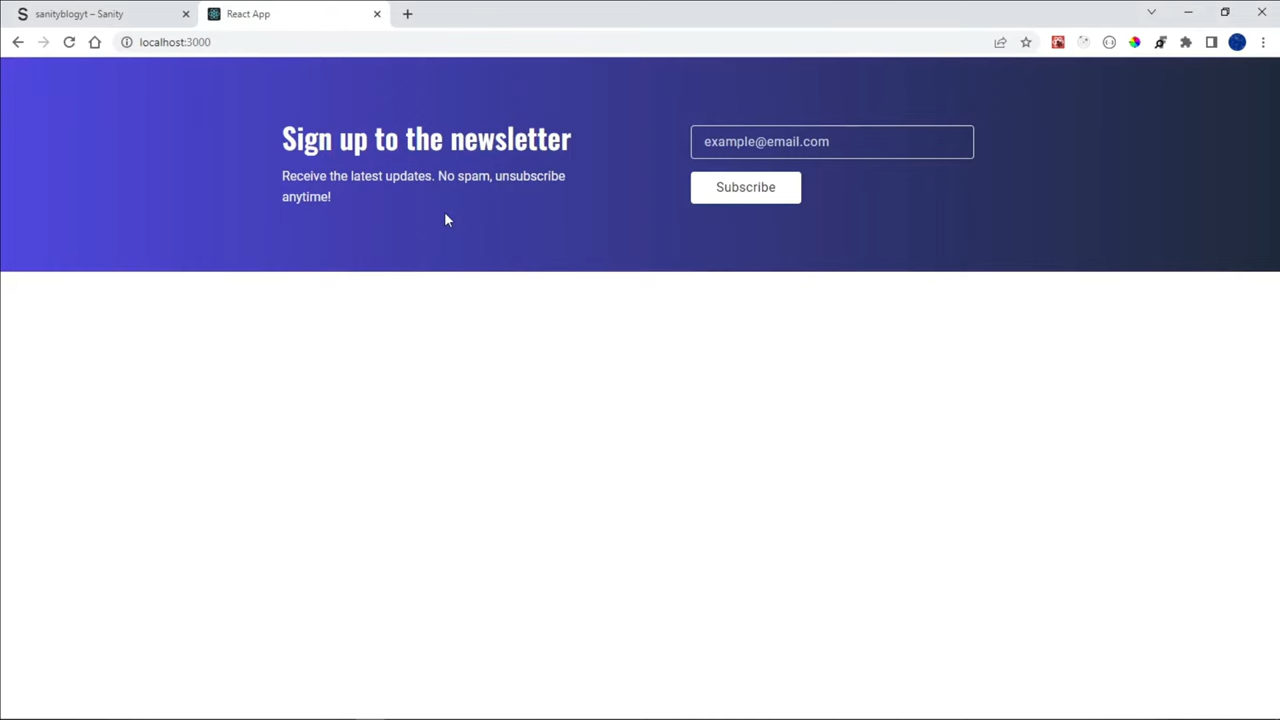 sanityblogyt – Sanity
React App
localhost:3000
Sign up to the newsletter
Receive the latest updates. No spam, unsubscribe
anytime!
example@email.com
Subscribe